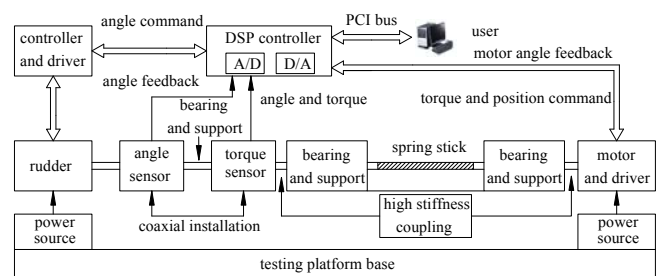 angle command
PCI bus
controller
and driver
DSP controller
A/D
D/A
user
motor angle feedback
angle feedback
bearing
and support
angle and torque
torque and position command
rudder
angle
sensor
torque
sensor
bearing
and support
spring stick
bearing
and support
motor
and driver
power
source
coaxial installation
high stiffness
coupling
power
source
testing platform base